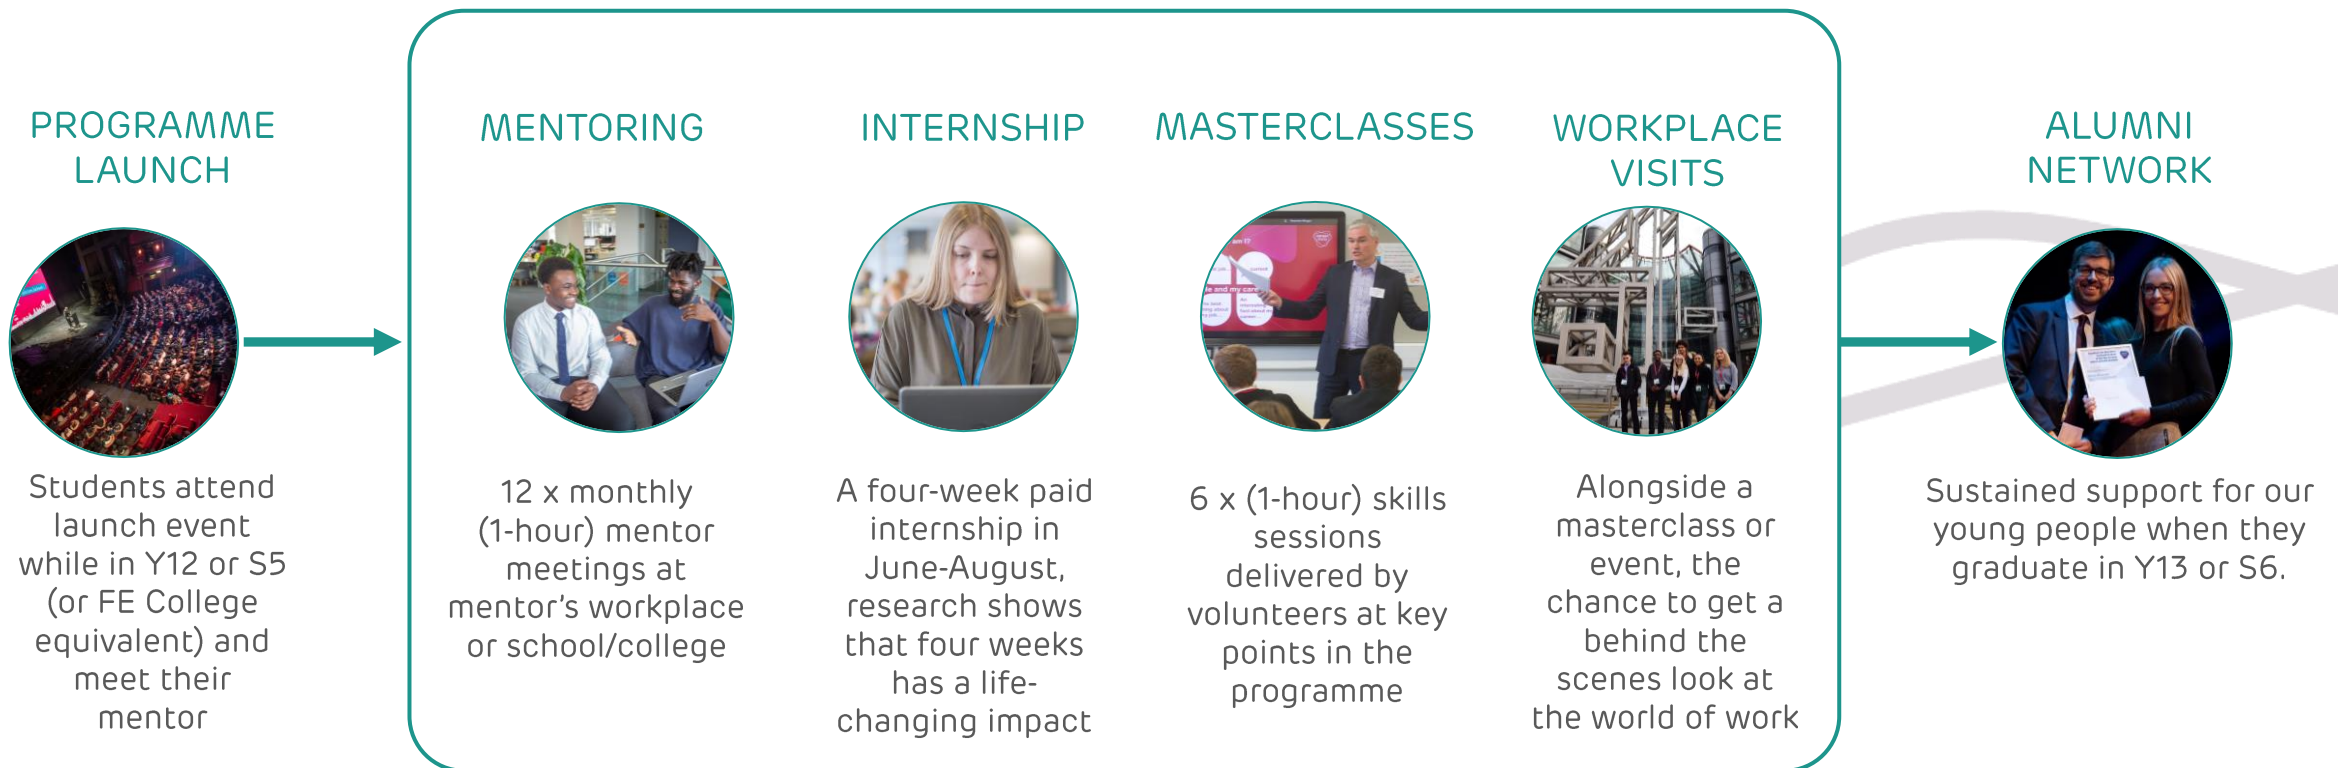 PROGRAMME
LAUNCH
Students attend
launch event
while in Y12 or S5
(or FE College
equivalent) and
meet their
mentor
MENTORING
12 x monthly
(1-hour) mentor
meetings at
mentor's workplace
or school/college
INTERNSHIP
A four-week paid
internship in
June-August,
research shows
that four weeks
has a life-
changing impact
MASTERCLASSES
6 x (1-hour) skills
sessions
delivered by
volunteers at key
points in the
programme
WORKPLACE
VISITS
Alongside a
masterclass or
event, the
chance to get a
behind the
scenes look at
the world of work
ALUMNI
NETWORK
Sustained support for our
young people when they
graduate in Y13 or S6.